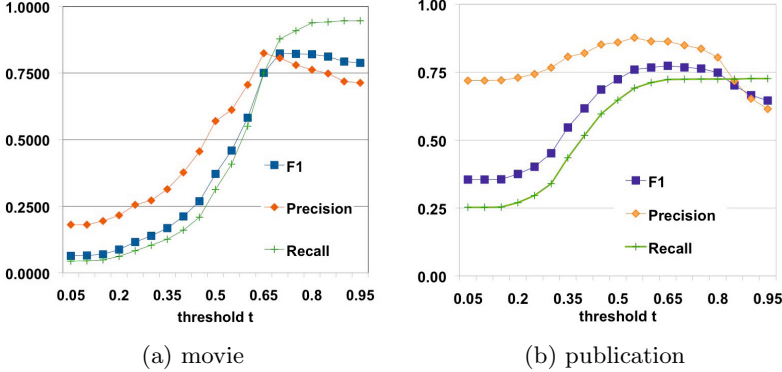 1.0000
0.7500
0.5000
0.2500
0.0000
F1
Precision
Recall
0.05 0.2 0.35 0.5 0.65 0.8 0.95
threshold t
(a) movie
1.00
0.75
0.50
0.25
0.00
F1
Precision
Recall
0.05 0.2 0.35 0.5 0.65 0.8 0.95
threshold t
(b) publication